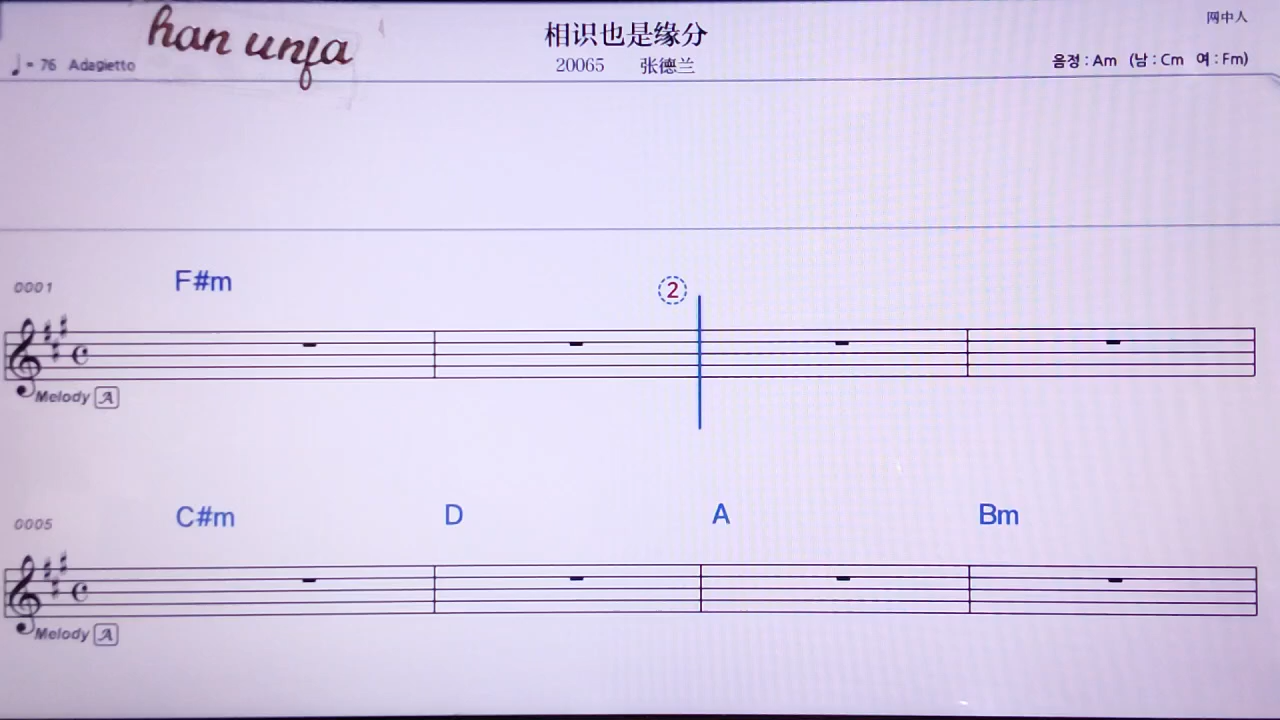 han unfa
相识也是缘分
网中人
♩= 76 Adagietto
20065 张德兰
음정 : Am (남 : Cm 여 : Fm)
0001 F#m ②
Melody A
0005 C#m D A Bm
Melody A